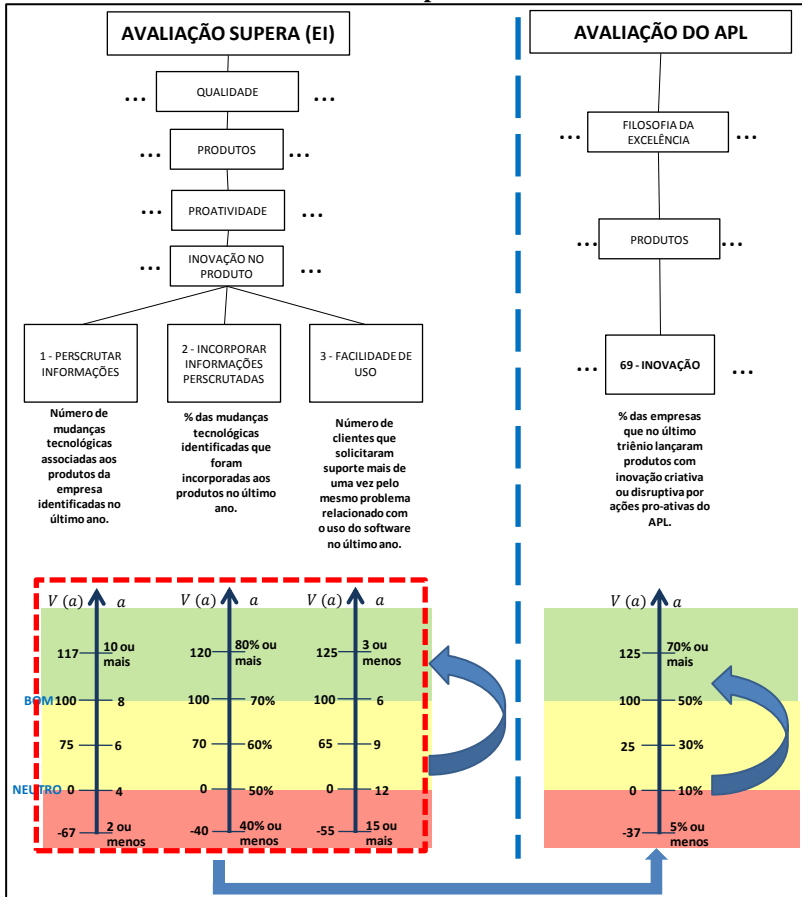 AVALIAÇÃO SUPERA (EI)
... QUALIDADE ...
... PRODUTOS ...
... PROATIVIDADE ...
... INOVAÇÃO NO
PRODUTO ...
1 - PERSCRUTAR
INFORMAÇÕES
2 - INCORPORAR
INFORMAÇÕES
PERSCRUTADAS
3 - FACILIDADE DE
USO
Número de
mudanças
tecnológicas
associadas aos
produtos da
empresa
identificadas no
último ano.
% das mudanças
tecnológicas
identificadas que
foram
incorporadas aos
produtos no último
ano.
Número de
clientes que
solicitaram
suporte mais de
uma vez pelo
mesmo problema
relacionado com
o uso do software
no último ano.
V (a) a
117 10 ou
mais
BOM 100 8
75 6
NEUTRO 0 4
-67 2 ou
menos
V (a) a
120 80% ou
mais
100 70%
70 60%
0 50%
-40 40% ou
menos
V (a) a
125 3 ou
menos
100 6
65 9
0 12
-55 15 ou
mais
AVALIAÇÃO DO APL
... FILOSOFIA DA
EXCELÊNCIA ...
... PRODUTOS ...
... 69 - INOVAÇÃO ...
% das empresas
que no último
triênio lançaram
produtos com
inovação criativa
ou disruptiva por
ações pro-ativas do
APL.
V (a) a
125 70% ou
mais
100 50%
25 30%
0 10%
-37 5% ou
menos